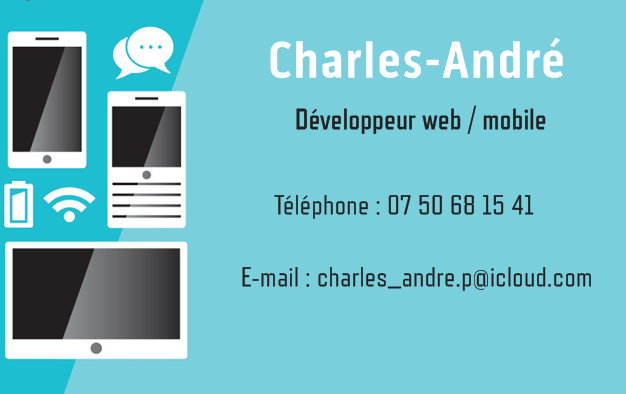 Charles-André
Développeur web / mobile
Téléphone : 07 50 68 15 41
E-mail : charles_andre.p@icloud.com